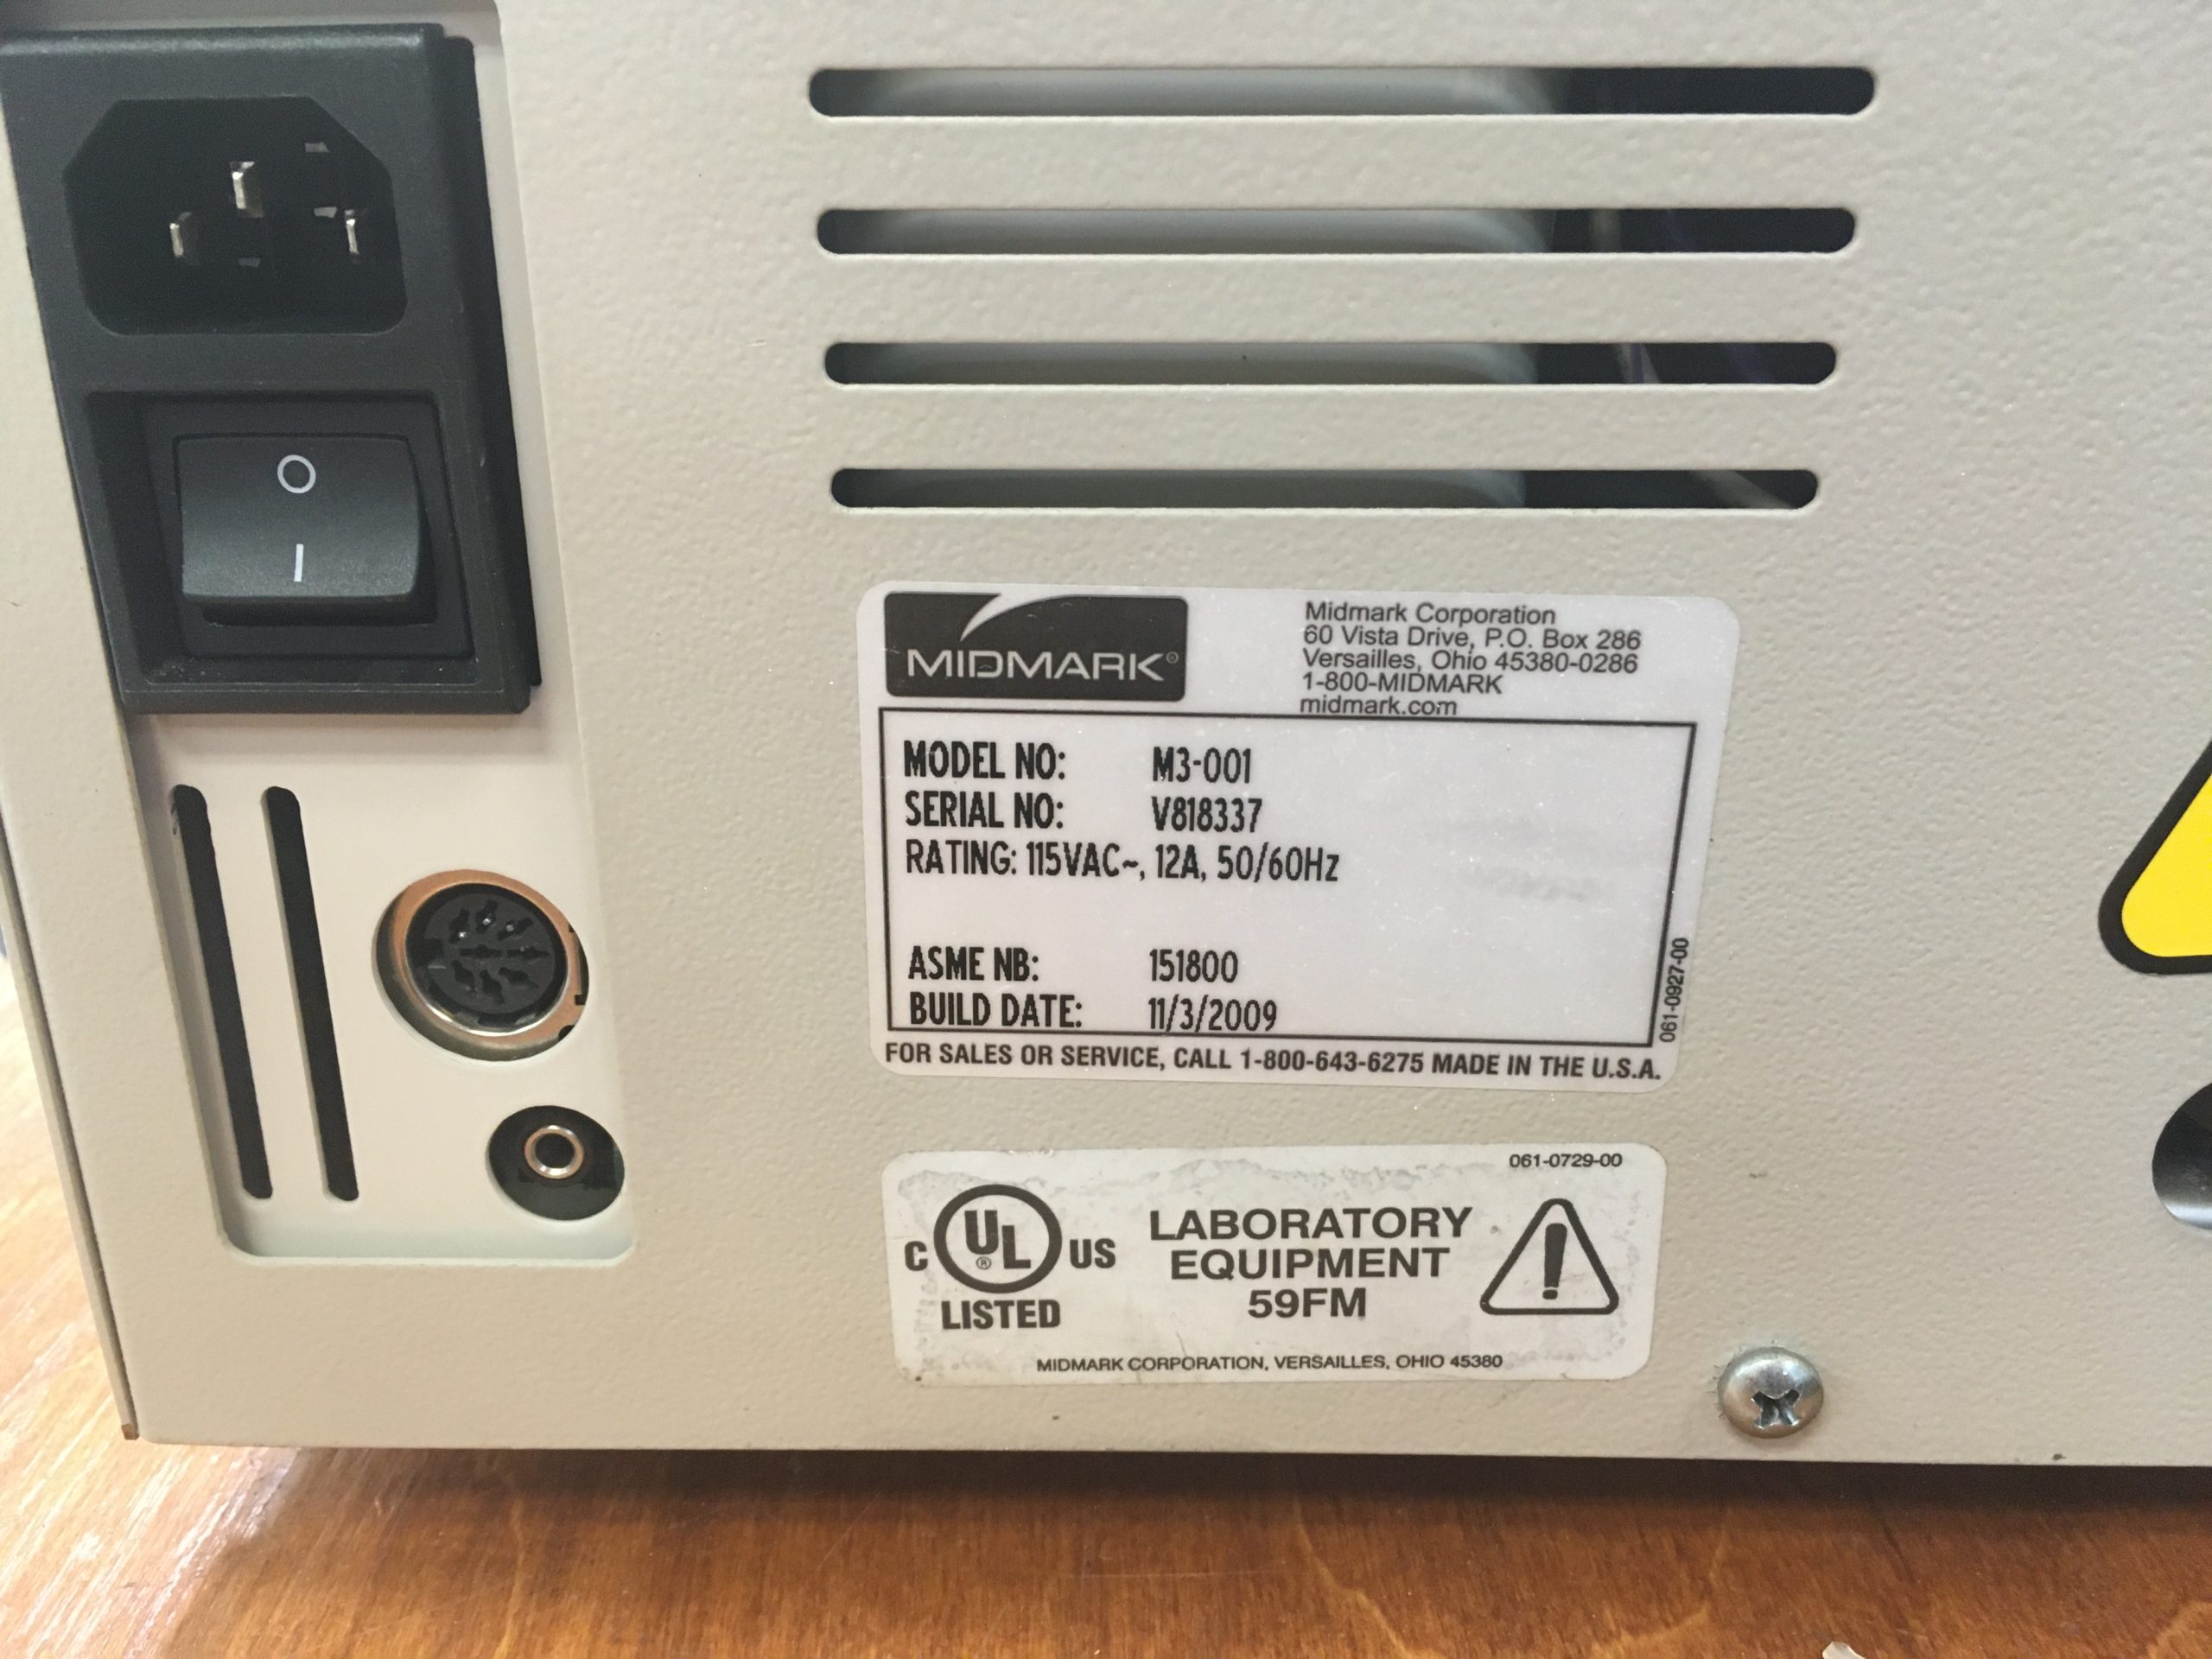 O
I
MIDMARK®
Midmark Corporation
60 Vista Drive, P.O. Box 286
Versailles, Ohio 45380-0286
1-800-MIDMARK
midmark.com
MODEL NO: M3-001
SERIAL NO: V818337
RATING: 115VAC~, 12A, 50/60Hz
ASME NB: 151800
BUILD DATE: 11/3/2009
061-0927-00
FOR SALES OR SERVICE, CALL 1-800-643-6275 MADE IN THE U.S.A.
061-0729-00
C UL® US
LISTED
LABORATORY
EQUIPMENT
59FM
!
MIDMARK CORPORATION, VERSAILLES, OHIO 45380